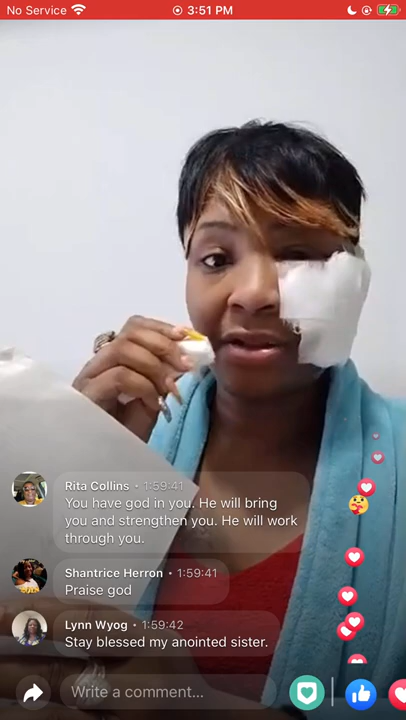 No Service 3:51 PM
Rita Collins • 1:59:41
You have god in you. He will bring
you and strengthen you. He will work
through you.
Shantrice Herron • 1:59:41
Praise god
Lynn Wyog • 1:59:42
Stay blessed my anointed sister.
Write a comment...